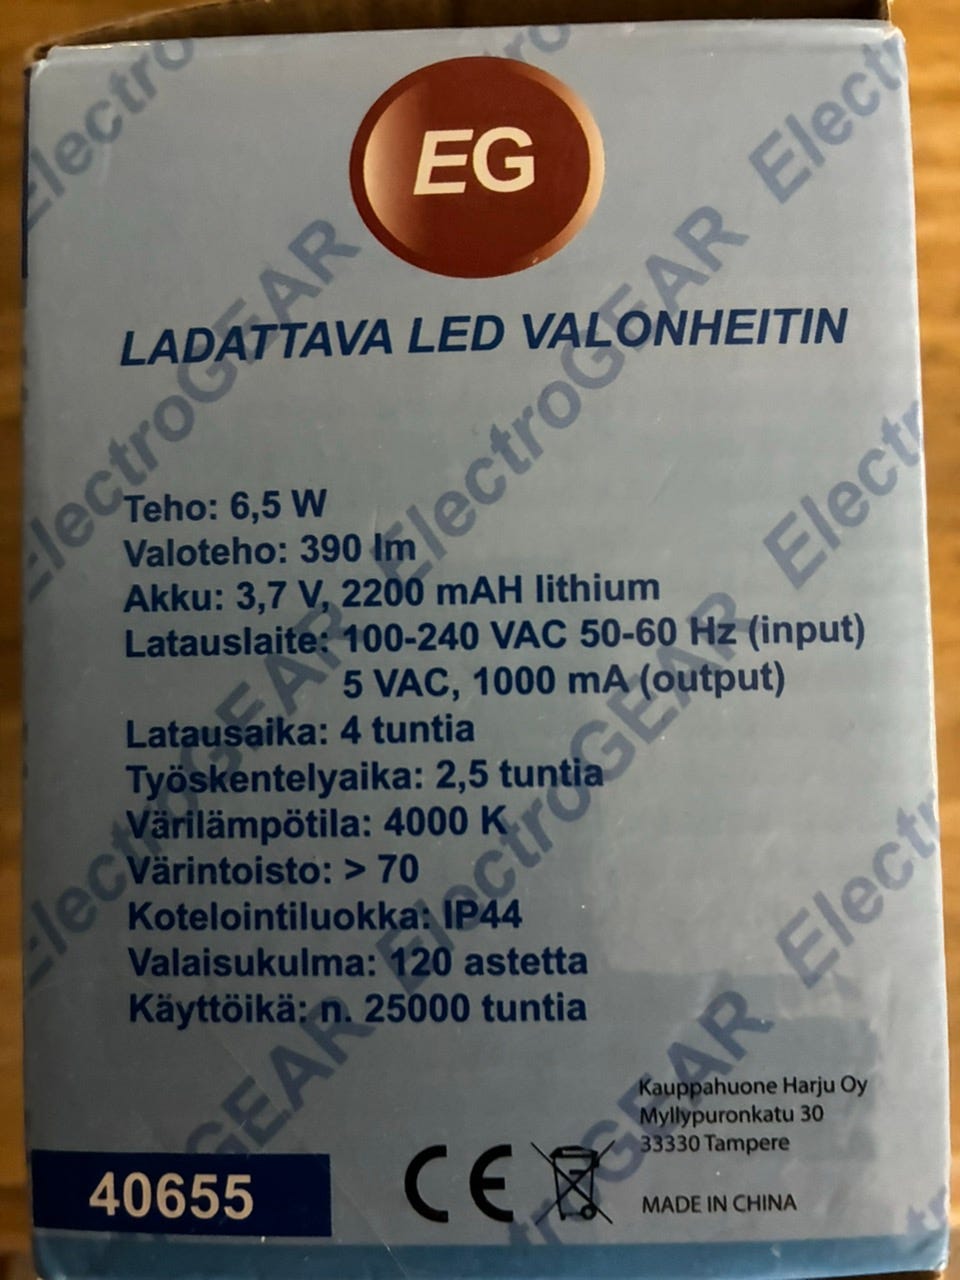 EG
LADATTAVA LED VALONHEITIN
Teho: 6,5 W
Valoteho: 390 lm
Akku: 3,7 V, 2200 mAH lithium
Latauslaite: 100-240 VAC 50-60 Hz (input)
5 VAC, 1000 mA (output)
Latausaika: 4 tuntia
Työskentelyaika: 2,5 tuntia
Värilämpötila: 4000 K
Värintoisto: > 70
Kotelointiluokka: IP44
Valaisukulma: 120 astetta
Käyttöikä: n. 25000 tuntia
Kauppahuone Harju Oy
Myllypuronkatu 30
33330 Tampere
40655
CE
MADE IN CHINA
ElectroGEAR
ElectroGEAR
ElectroGEAR